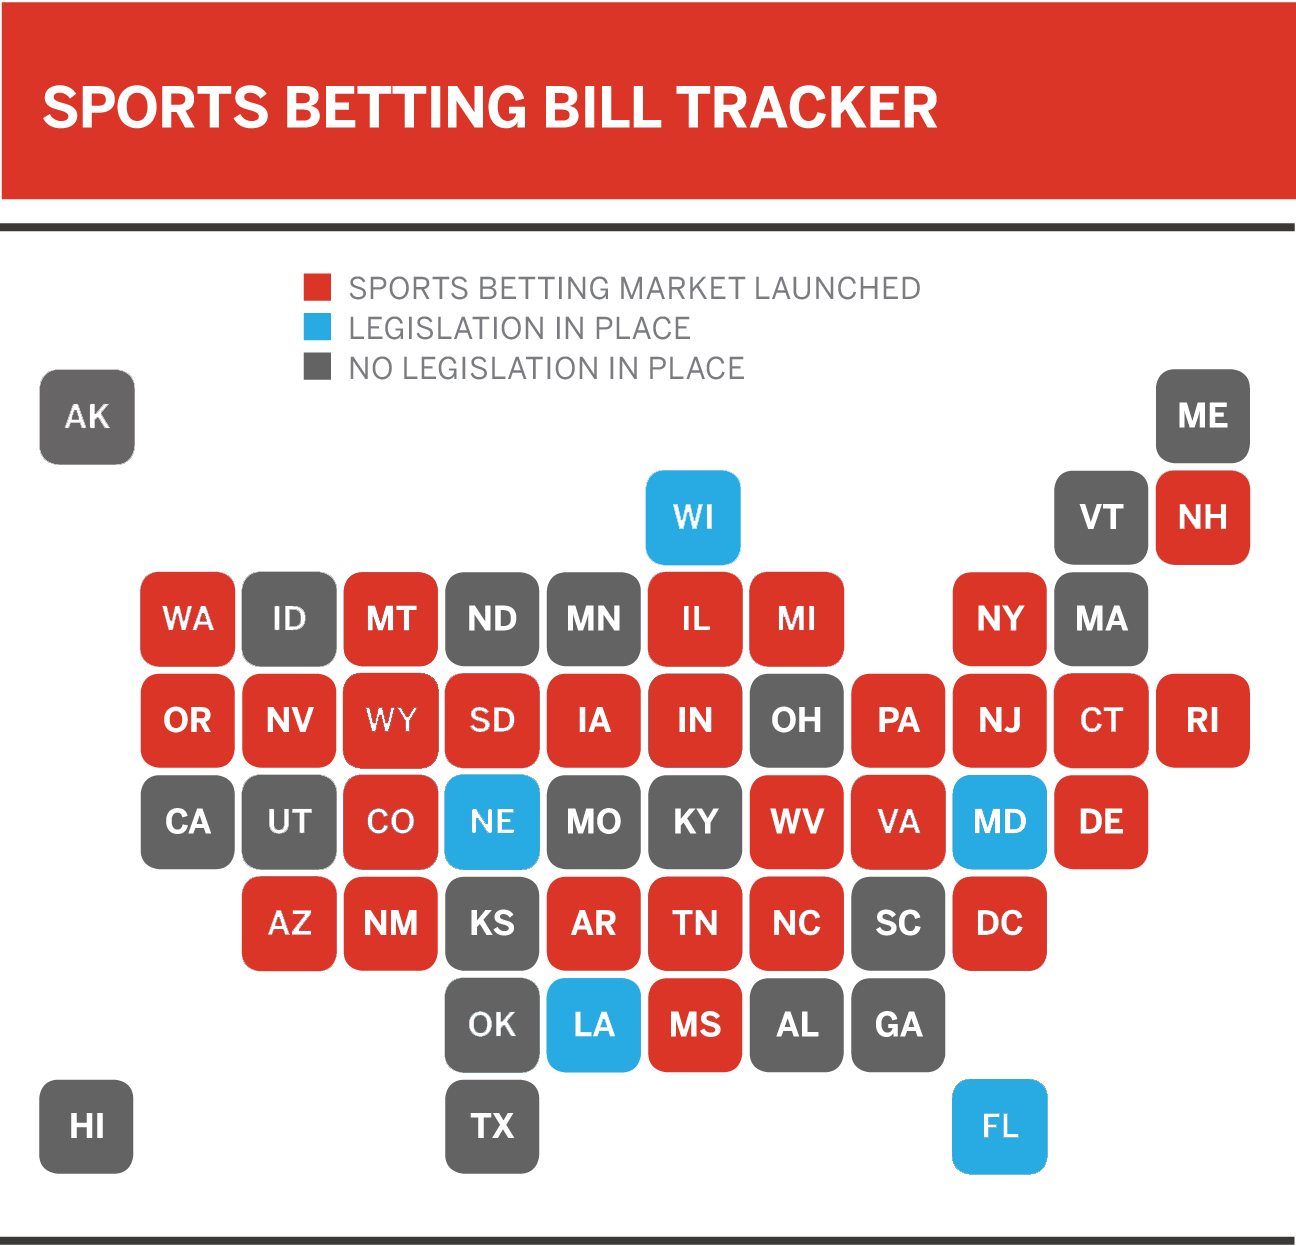 SPORTS BETTING BILL TRACKER
SPORTS BETTING MARKET LAUNCHED
LEGISLATION IN PLACE
NO LEGISLATION IN PLACE
AK ME
WI VT NH
WA ID MT ND MN IL MI NY MA
OR NV WY SD IA IN OH PA NJ CT RI
CA UT CO NE MO KY WV VA MD DE
AZ NM KS AR TN NC SC DC
OK LA MS AL GA
HI TX FL